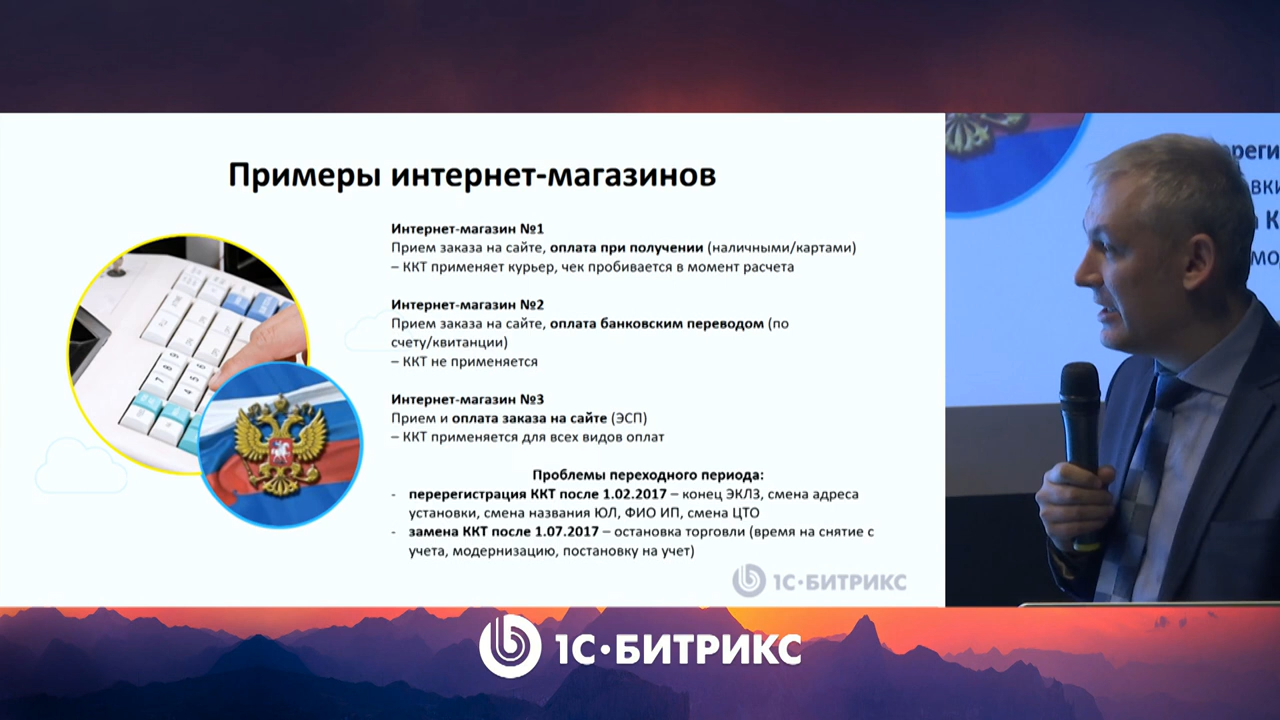 Примеры интернет-магазинов
Интернет-магазин №1
Прием заказа на сайте, оплата при получении (наличными/картами)
– ККТ применяет курьер, чек пробивается в момент расчета
Интернет-магазин №2
Прием заказа на сайте, оплата банковским переводом (по
счету/квитанции)
– ККТ не применяется
Интернет-магазин №3
Прием и оплата заказа на сайте (ЭСП)
– ККТ применяется для всех видов оплат
Проблемы переходного периода:
- перерегистрация ККТ после 1.02.2017 – конец ЭКЛЗ, смена адреса
установки, смена названия ЮЛ, ФИО ИП, смена ЦТО
- замена ККТ после 1.07.2017 – остановка торговли (время на снятие с
учета, модернизацию, постановку на учет)
1С·БИТРИКС
1С·БИТРИКС